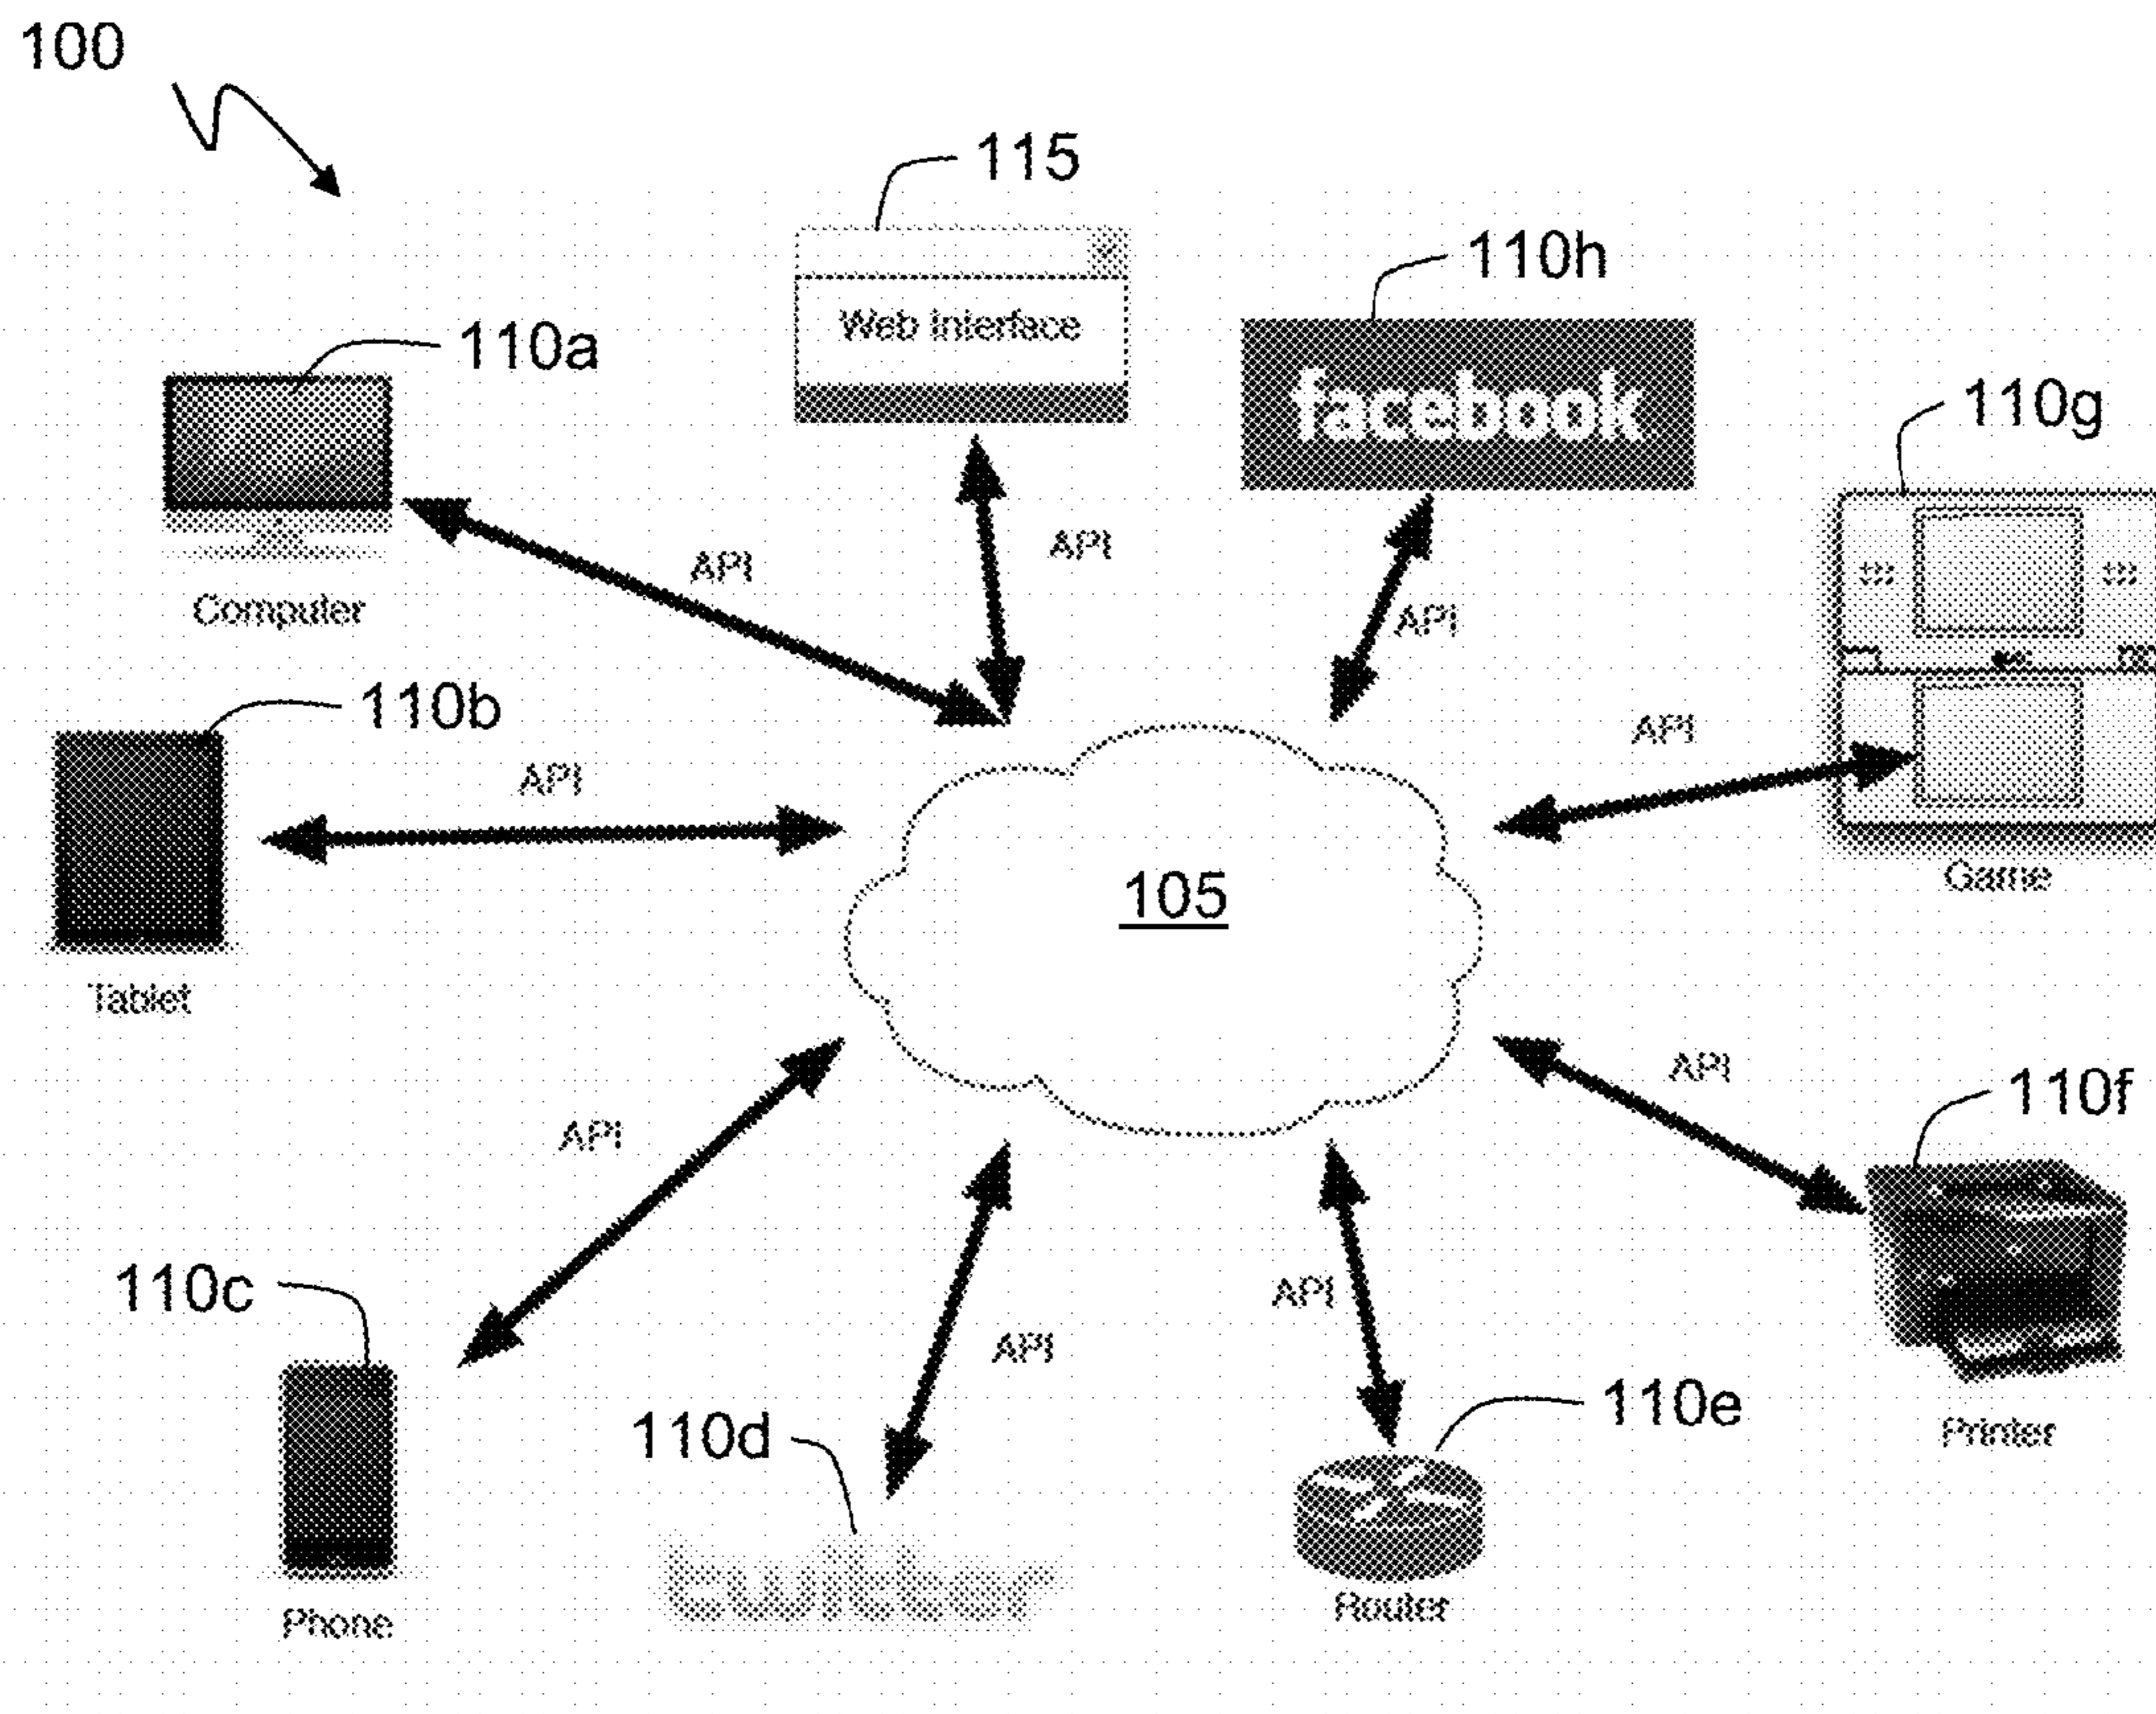 100
115
110h
Web Interface
110a
facebook
110g
API
API
Computer
API
110b
API
API
105
Game
Tablet
API
110f
API
110c
API
API
110e
110d
Printer
twitter
Router
Phone